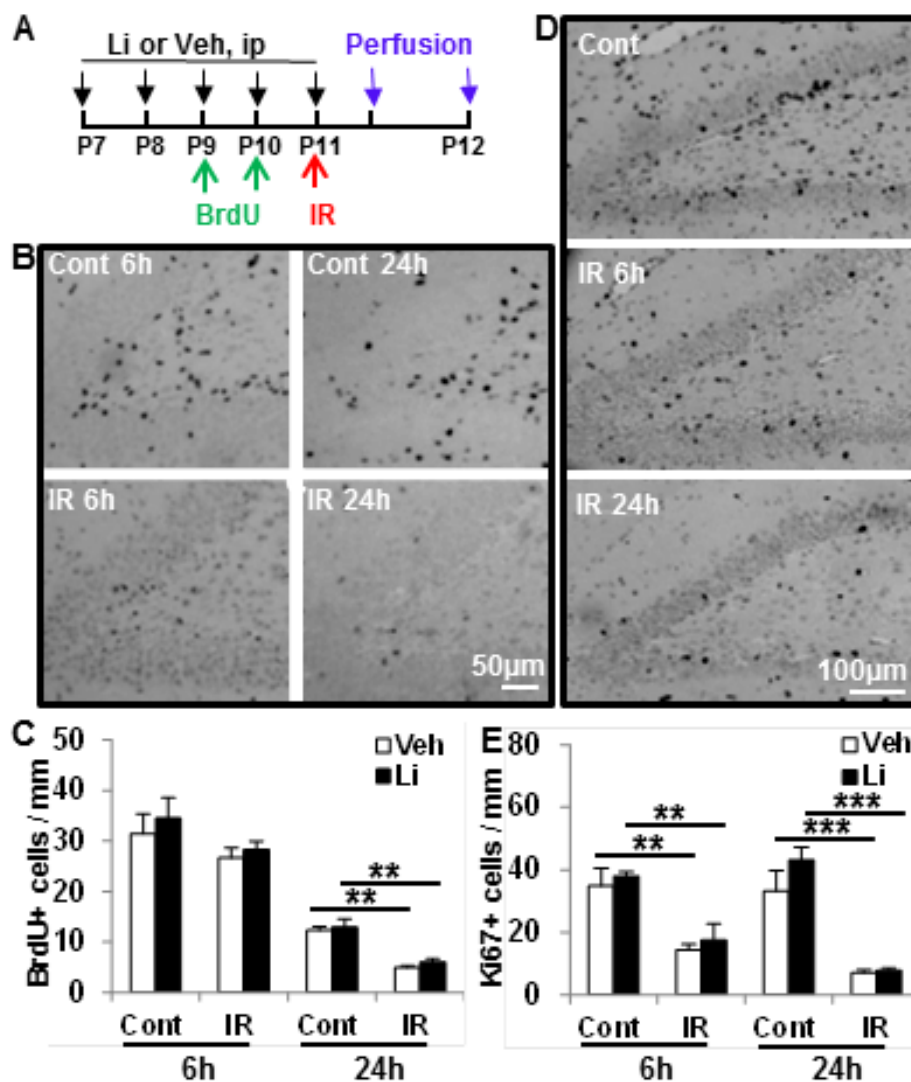 A
Li or Veh, ip
Perfusion
P7
P8
P9
P10
P11
P12
BrdU
IR
B
Cont 6h
Cont 24h
IR 6h
IR 24h
50µm
C
50
40
30
20
10
0
BrdU+ cells / mm
Veh
Li
**
**
Cont
IR
Cont
IR
6h
24h
D
Cont
IR 6h
IR 24h
100µm
E
80
60
40
20
0
Ki67+ cells / mm
Veh
Li
**
**
***
***
Cont
IR
Cont
IR
6h
24h